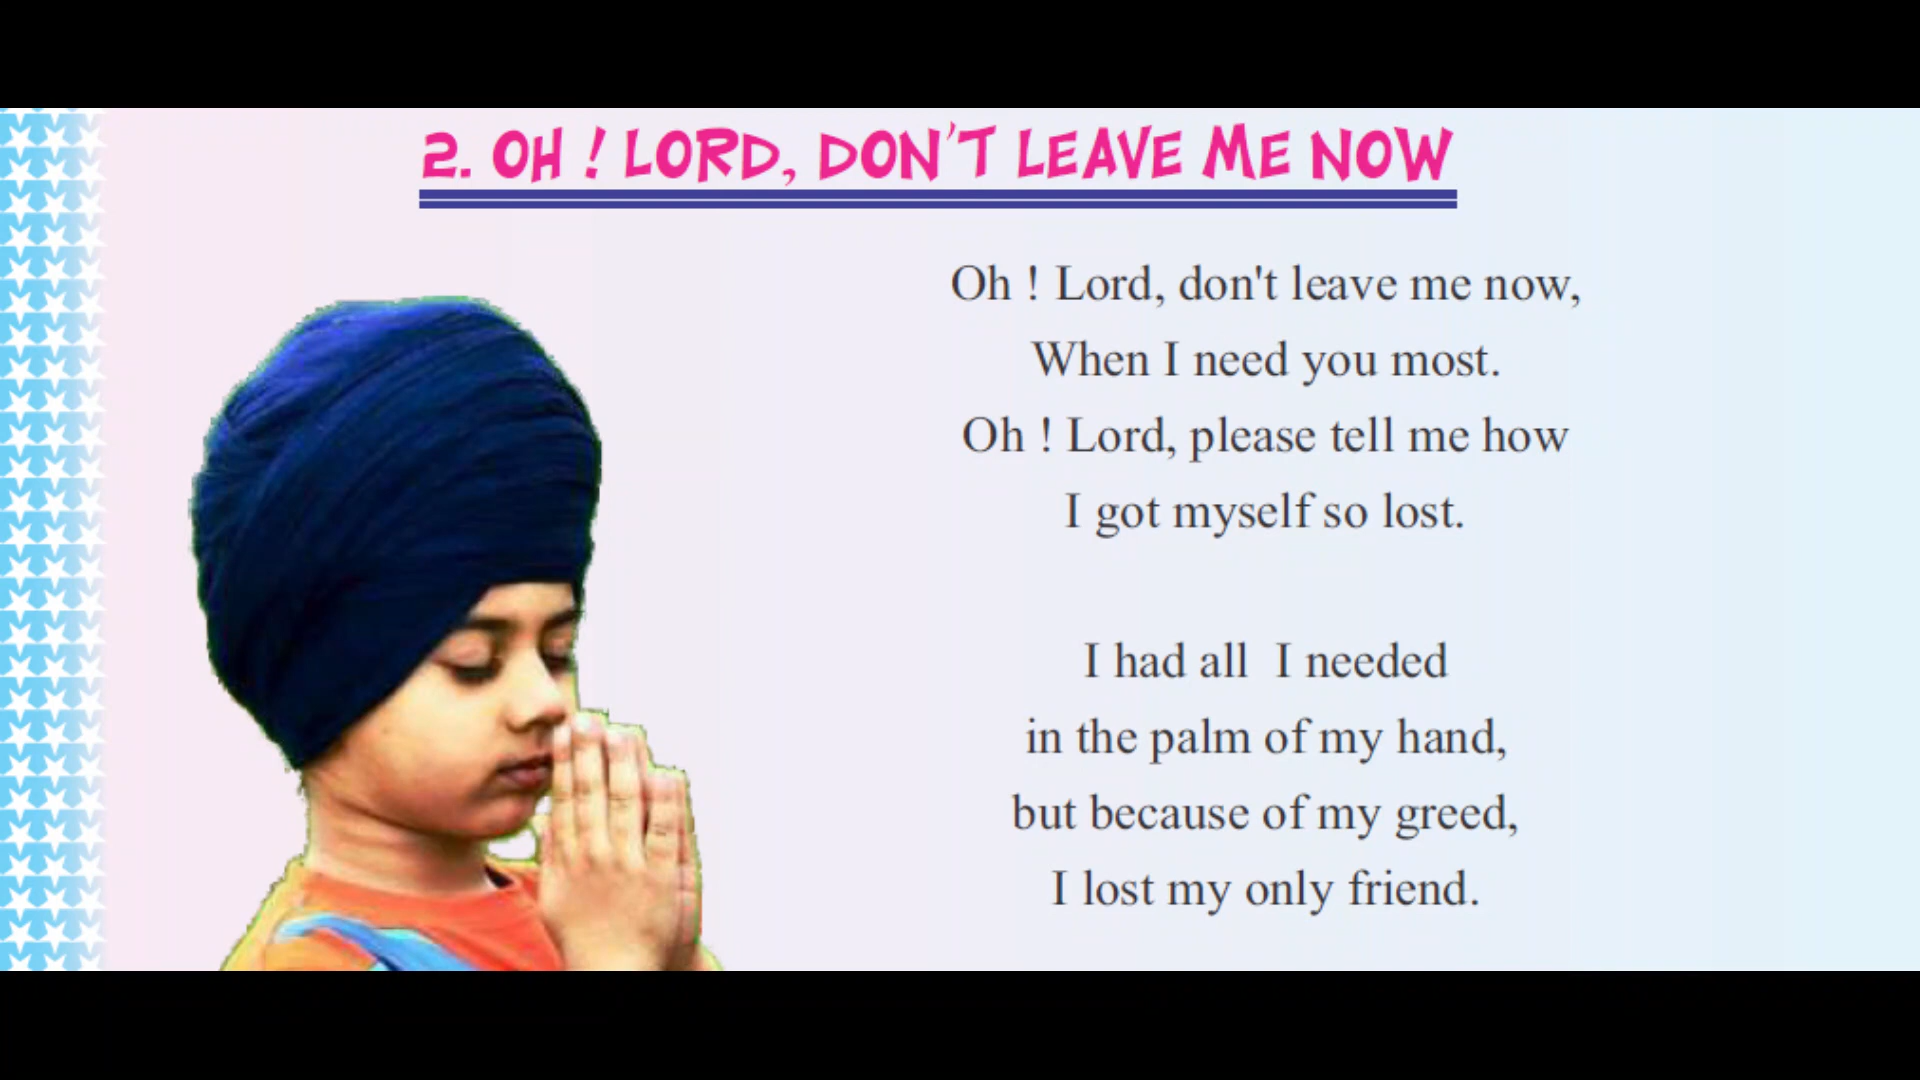 2. OH ! LORD, DON'T LEAVE ME NOW
Oh ! Lord, don't leave me now,
When I need you most.
Oh ! Lord, please tell me how
I got myself so lost.
I had all  I needed
in the palm of my hand,
but because of my greed,
I lost my only friend.